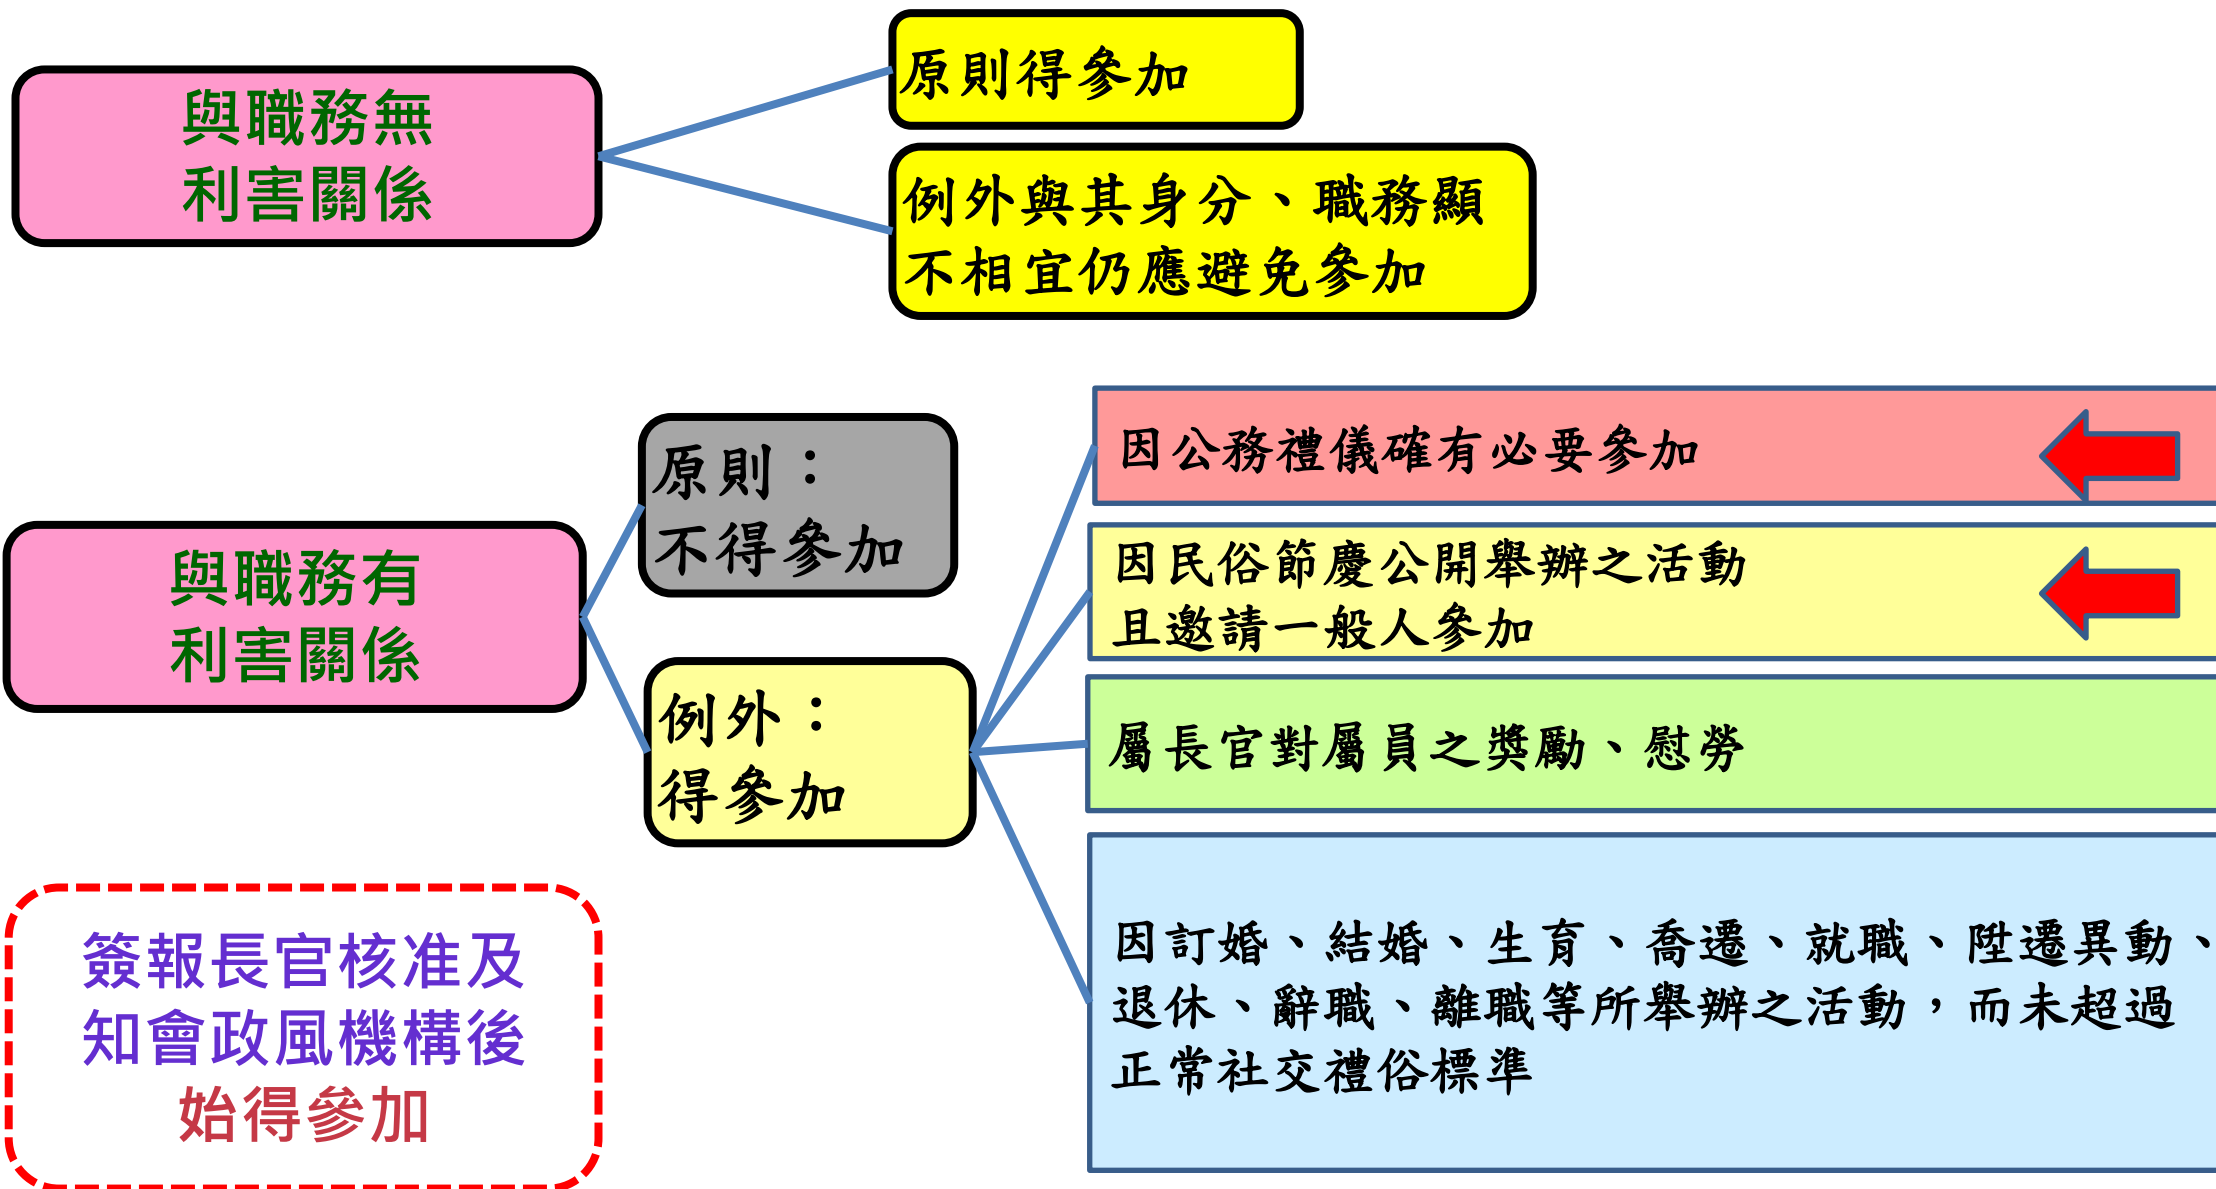 與職務無
利害關係
原則得參加
例外與其身分、職務顯
不相宜仍應避免參加
與職務有
利害關係
原則：
不得參加
例外：
得參加
因公務禮儀確有必要參加
因民俗節慶公開舉辦之活動
且邀請一般人參加
屬長官對屬員之獎勵、慰勞
因訂婚、結婚、生育、喬遷、就職、陞遷異動、
退休、辭職、離職等所舉辦之活動，而未超過
正常社交禮俗標準
簽報長官核准及
知會政風機構後
始得參加